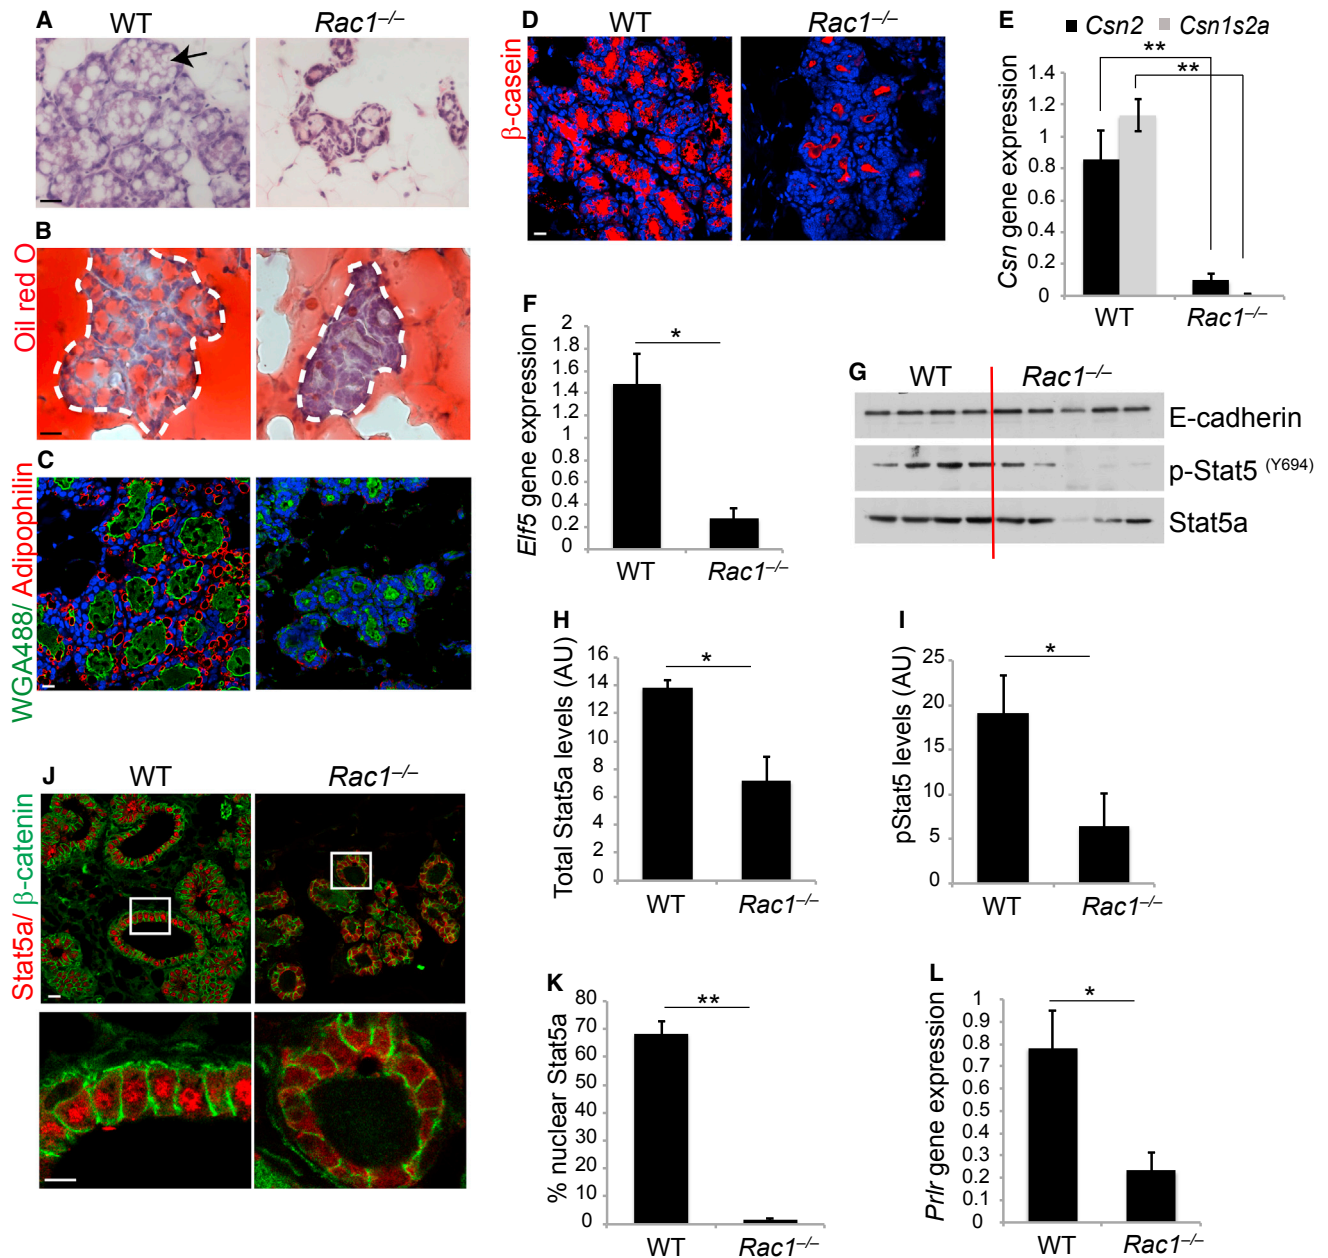 A
WT
Rac1–/–
B
Oil red O
C
WGA488/ Adipophilin
D
WT
Rac1–/–
β-casein
E
Csn2
Csn1s2a
**
**
Csn gene expression
1.4
1.2
1
0.8
0.6
0.4
0.2
0
WT
Rac1–/–
F
Elf5 gene expression
2
1.8
1.6
1.4
1.2
1
0.8
0.6
0.4
0.2
0
*
WT
Rac1–/–
G
WT
Rac1–/–
E-cadherin
p-Stat5 (Y694)
Stat5a
H
Total Stat5a levels (AU)
16
14
12
10
8
6
4
2
0
*
WT
Rac1–/–
I
pStat5 levels (AU)
25
20
15
10
5
0
*
WT
Rac1–/–
J
WT
Rac1–/–
Stat5a/ β-catenin
K
% nuclear Stat5a
80
70
60
50
40
30
20
10
0
**
WT
Rac1–/–
L
Prlr gene expression
1
0.9
0.8
0.7
0.6
0.5
0.4
0.3
0.2
0.1
0
*
WT
Rac1–/–